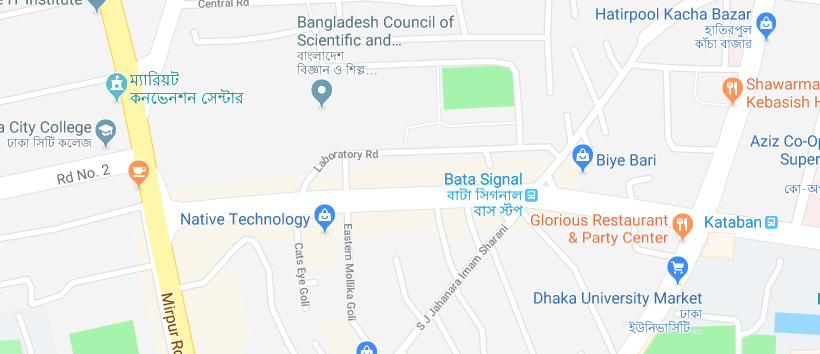 Central Rd
IT Institute
Hatirpool Kacha Bazar
হাতিরপুল
কাঁচা বাজার
Bangladesh Council of
Scientific and...
বাংলাদেশ
বিজ্ঞান ও শিল্প...
ম্যারিয়ট
কনভেনশন সেন্টার
Shawarma
Kebasish H
City College
ঢাকা সিটি কলেজ
Rd No. 2
Laboratory Rd
Biye Bari
Aziz Co-Op
Super
কো-অপ
Bata Signal
বাটা সিগনাল
বাস স্টপ
Native Technology
Glorious Restaurant
& Party Center
Kataban
Eastern Mollika Goli
Cats Eye Goli
S J Jahanara Imam Sharani
Mirpur Ro
Dhaka University Market
ঢাকা
ইউনিভার্সিটি...